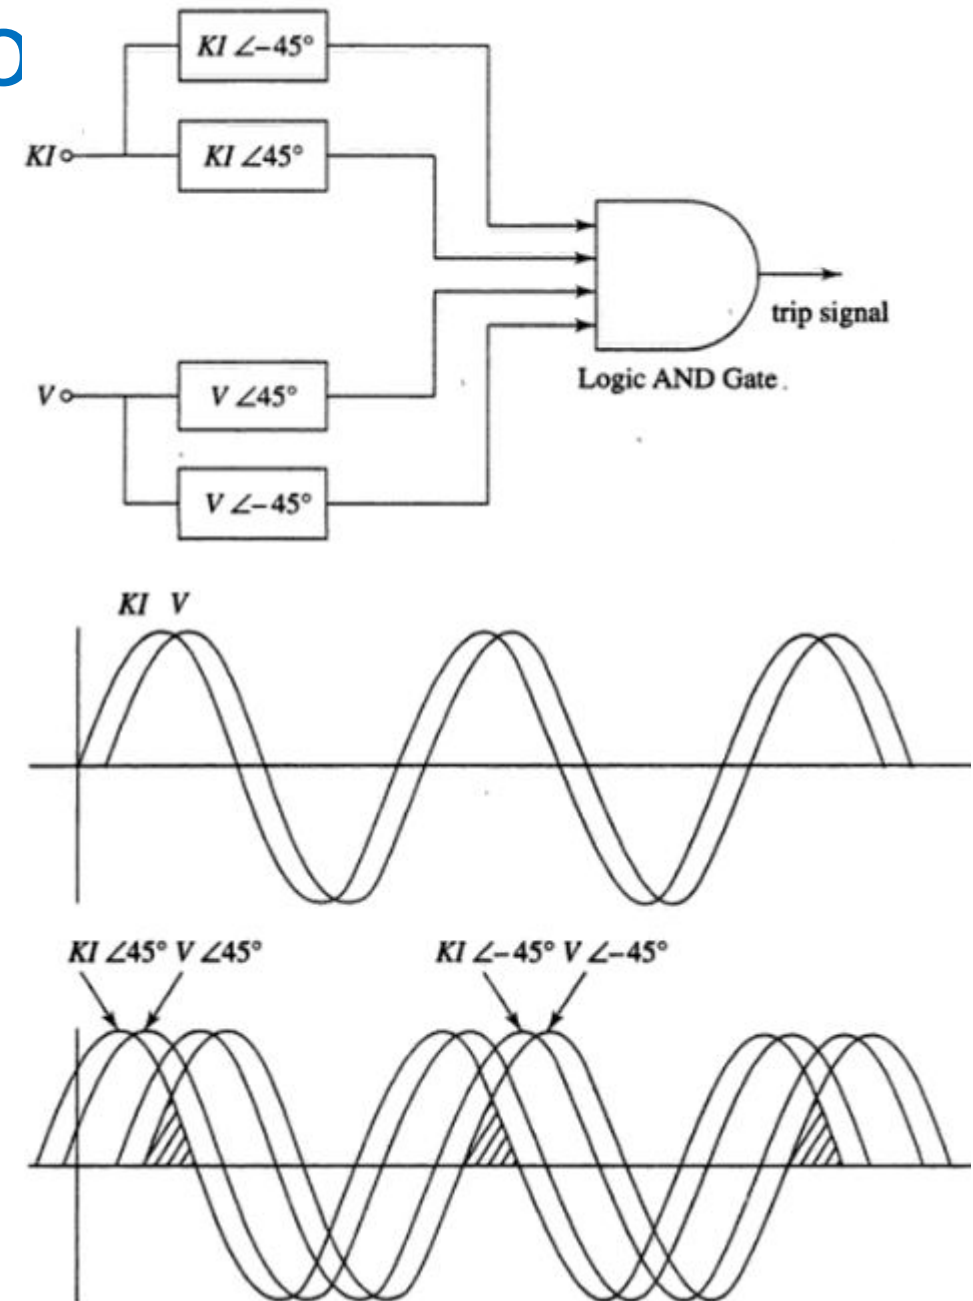 KI ∠–45°
KI
KI ∠45°
trip signal
Logic AND Gate.
V
V ∠45°
V ∠–45°
KI V
KI ∠45° V ∠45°
KI ∠–45° V ∠–45°